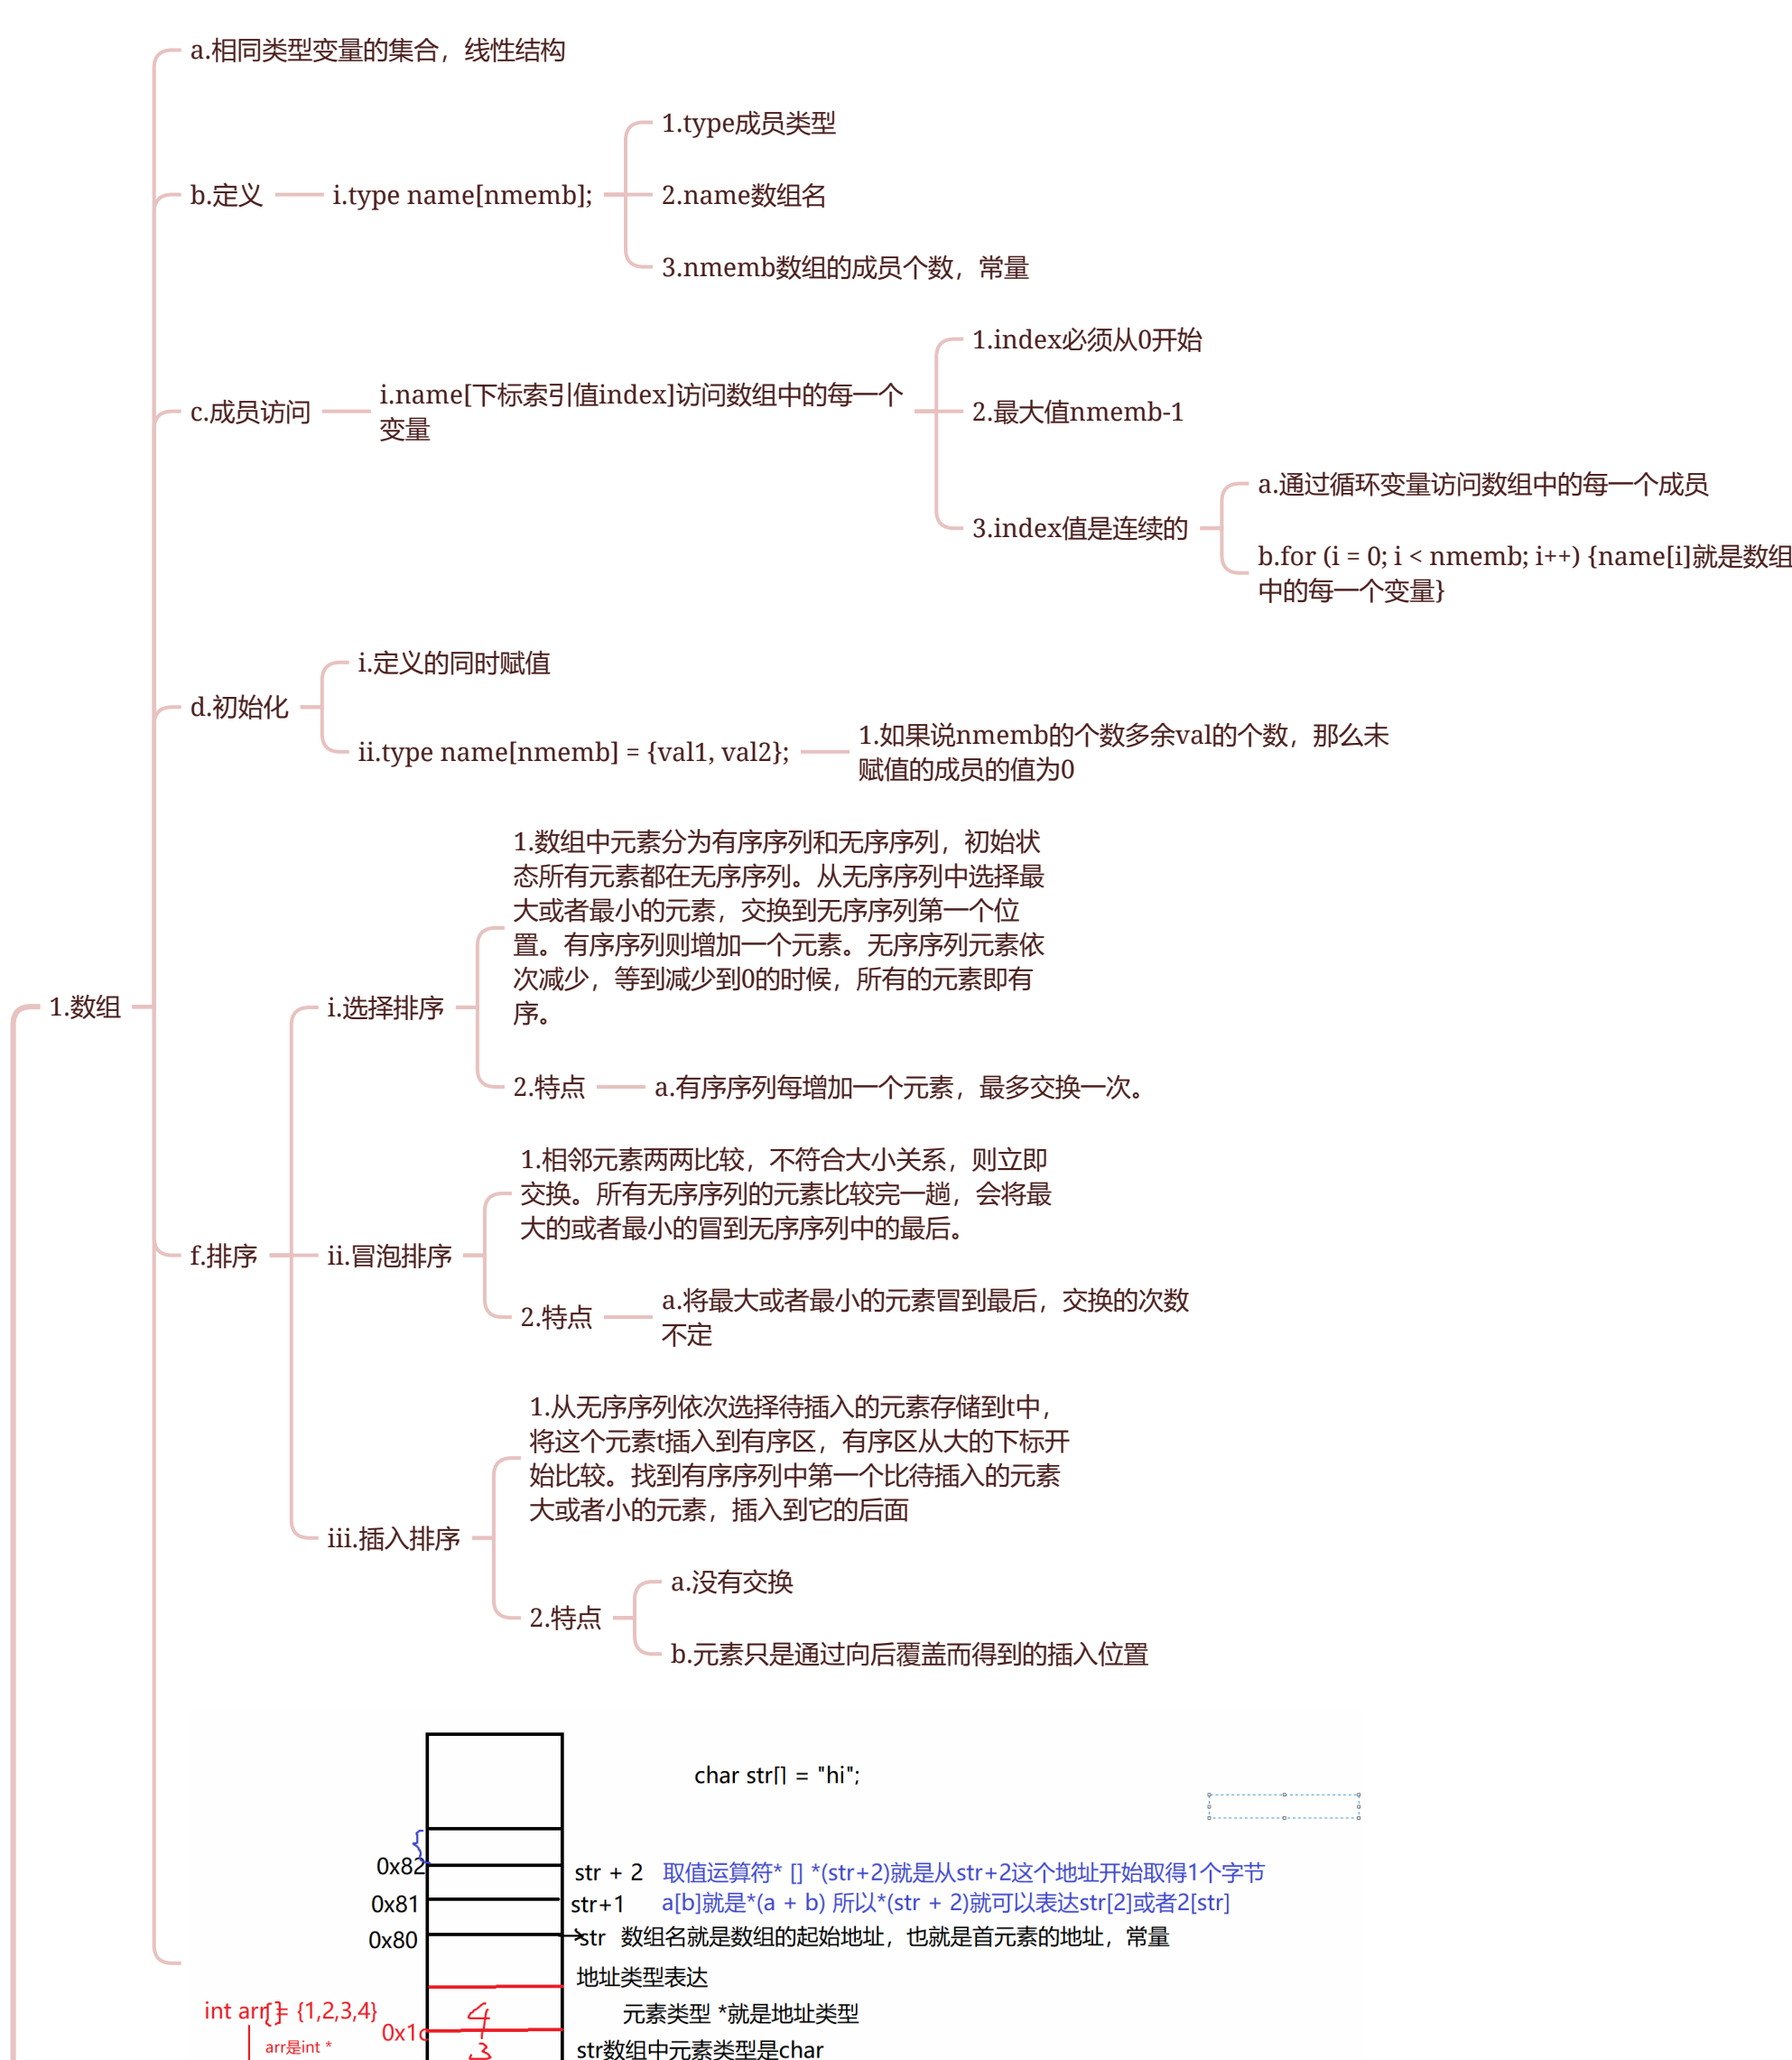 a.相同类型变量的集合，线性结构
1.type成员类型
b.定义
i.type name[nmemb];
2.name数组名
3.nmemb数组的成员个数，常量
1.index必须从0开始
c.成员访问
i.name[下标索引值index]访问数组中的每一个
变量
2.最大值nmemb-1
3.index值是连续的
a.通过循环变量访问数组中的每一个成员
b.for (i = 0; i < nmemb; i++) {name[i]就是数组
中的每一个变量}
d.初始化
i.定义的同时赋值
ii.type name[nmemb] = {val1, val2};
1.如果说nmemb的个数多余val的个数，那么未
赋值的成员的值为0
1.数组
f.排序
i.选择排序
1.数组中元素分为有序序列和无序序列，初始状
态所有元素都在无序序列。从无序序列中选择最
大或者最小的元素，交换到无序序列第一个位
置。有序序列则增加一个元素。无序序列元素依
次减少，等到减少到0的时候，所有的元素即有
序。
2.特点
a.有序序列每增加一个元素，最多交换一次。
ii.冒泡排序
1.相邻元素两两比较，不符合大小关系，则立即
交换。所有无序序列的元素比较完一趟，会将最
大的或者最小的冒到无序序列中的最后。
2.特点
a.将最大或者最小的元素冒到最后，交换的次数
不定
iii.插入排序
1.从无序序列依次选择待插入的元素存储到t中，
将这个元素t插入到有序区，有序区从大的下标开
始比较。找到有序序列中第一个比待插入的元素
大或者小的元素，插入到它的后面
2.特点
a.没有交换
b.元素只是通过向后覆盖而得到的插入位置
char str[] = "hi";
0x82
str + 2 取值运算符* [] *(str+2)就是从str+2这个地址开始取得1个字节
0x81
str+1 a[b]就是*(a + b) 所以*(str + 2)就可以表达str[2]或者2[str]
0x80
str 数组名就是数组的起始地址，也就是首元素的地址，常量
地址类型表达
int arr[]= {1,2,3,4}
4
元素类型 *就是地址类型
0x1c
arr是int *
3
str数组中元素类型是char